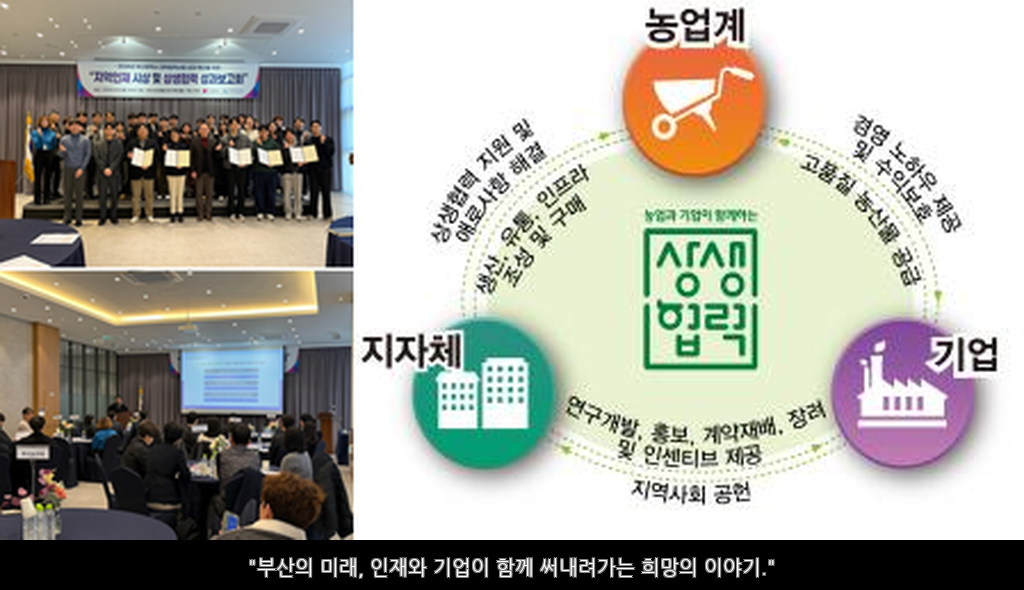 "지역인재 시상 및 상생협력 성과보고회"
농업계
상생협력 지원 및
애로사항 해결
생산, 유통, 인프라
조성 및 구매
경영 노하우 제공
및 수익보호
고품질 농산물 공급
농업과 기업이 함께하는
상생
협력
지자체
기업
연구개발, 홍보, 계약재배, 장려
및 인센티브 제공
지역사회 공헌
"부산의 미래, 인재와 기업이 함께 써내려가는 희망의 이야기."